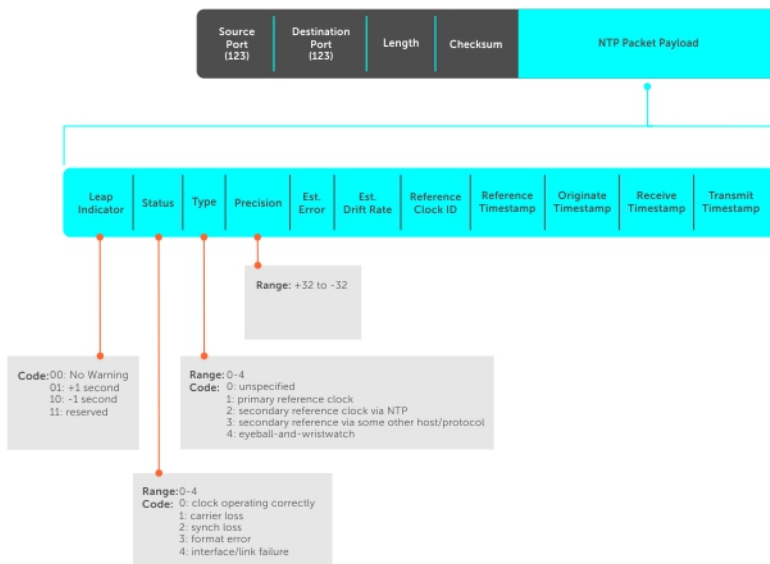 Source
Port
(123)
Destination
Port
(123)
Length
Checksum
NTP Packet Payload
Leap
Indicator
Status
Type
Precision
Est.
Error
Est.
Drift Rate
Reference
Clock ID
Reference
Timestamp
Originate
Timestamp
Receive
Timestamp
Transmit
Timestamp
Range: +32 to -32
Code: 00: No Warning
01: +1 second
10: -1 second
11: reserved
Range: 0-4
Code: 0: unspecified
1: primary reference clock
2: secondary reference clock via NTP
3: secondary reference via some other host/protocol
4: eyeball-and-wristwatch
Range: 0-4
Code: 0: clock operating correctly
1: carrier loss
2: synch loss
3: format error
4: interface/link failure